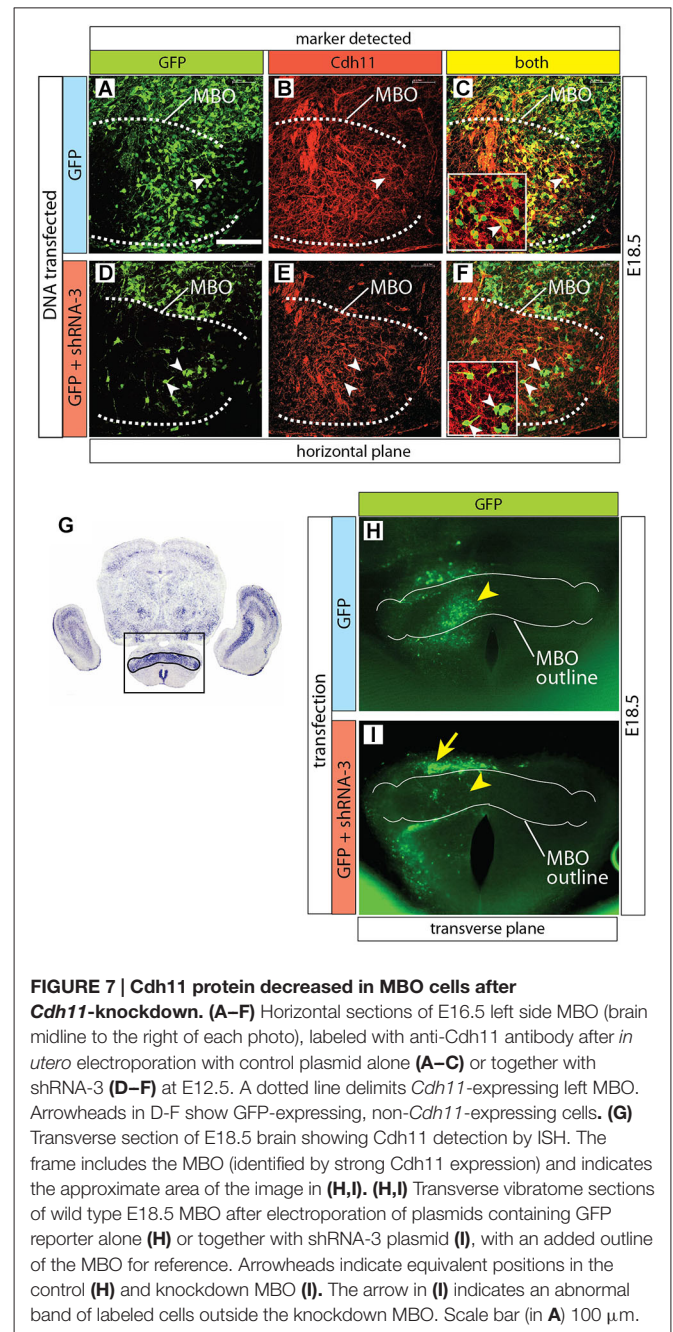 marker detected
GFP
Cdh11
both
DNA transfected
GFP
GFP + shRNA-3
A
MBO
B
MBO
C
MBO
D
MBO
E
MBO
F
MBO
E18.5
horizontal plane
G
GFP
transfection
GFP
GFP + shRNA-3
H
MBO
outline
I
MBO
outline
E18.5
transverse plane
FIGURE 7 | Cdh11 protein decreased in MBO cells after
Cdh11-knockdown. (A–F) Horizontal sections of E16.5 left side MBO (brain
midline to the right of each photo), labeled with anti-Cdh11 antibody after in
utero electroporation with control plasmid alone (A–C) or together with
shRNA-3 (D–F) at E12.5. A dotted line delimits Cdh11-expressing left MBO.
Arrowheads in D-F show GFP-expressing, non-Cdh11-expressing cells. (G)
Transverse section of E18.5 brain showing Cdh11 detection by ISH. The
frame includes the MBO (identified by strong Cdh11 expression) and indicates
the approximate area of the image in (H,I). (H,I) Transverse vibratome sections
of wild type E18.5 MBO after electroporation of plasmids containing GFP
reporter alone (H) or together with shRNA-3 plasmid (I), with an added outline
of the MBO for reference. Arrowheads indicate equivalent positions in the
control (H) and knockdown MBO (I). The arrow in (I) indicates an abnormal
band of labeled cells outside the knockdown MBO. Scale bar (in A) 100 μm.